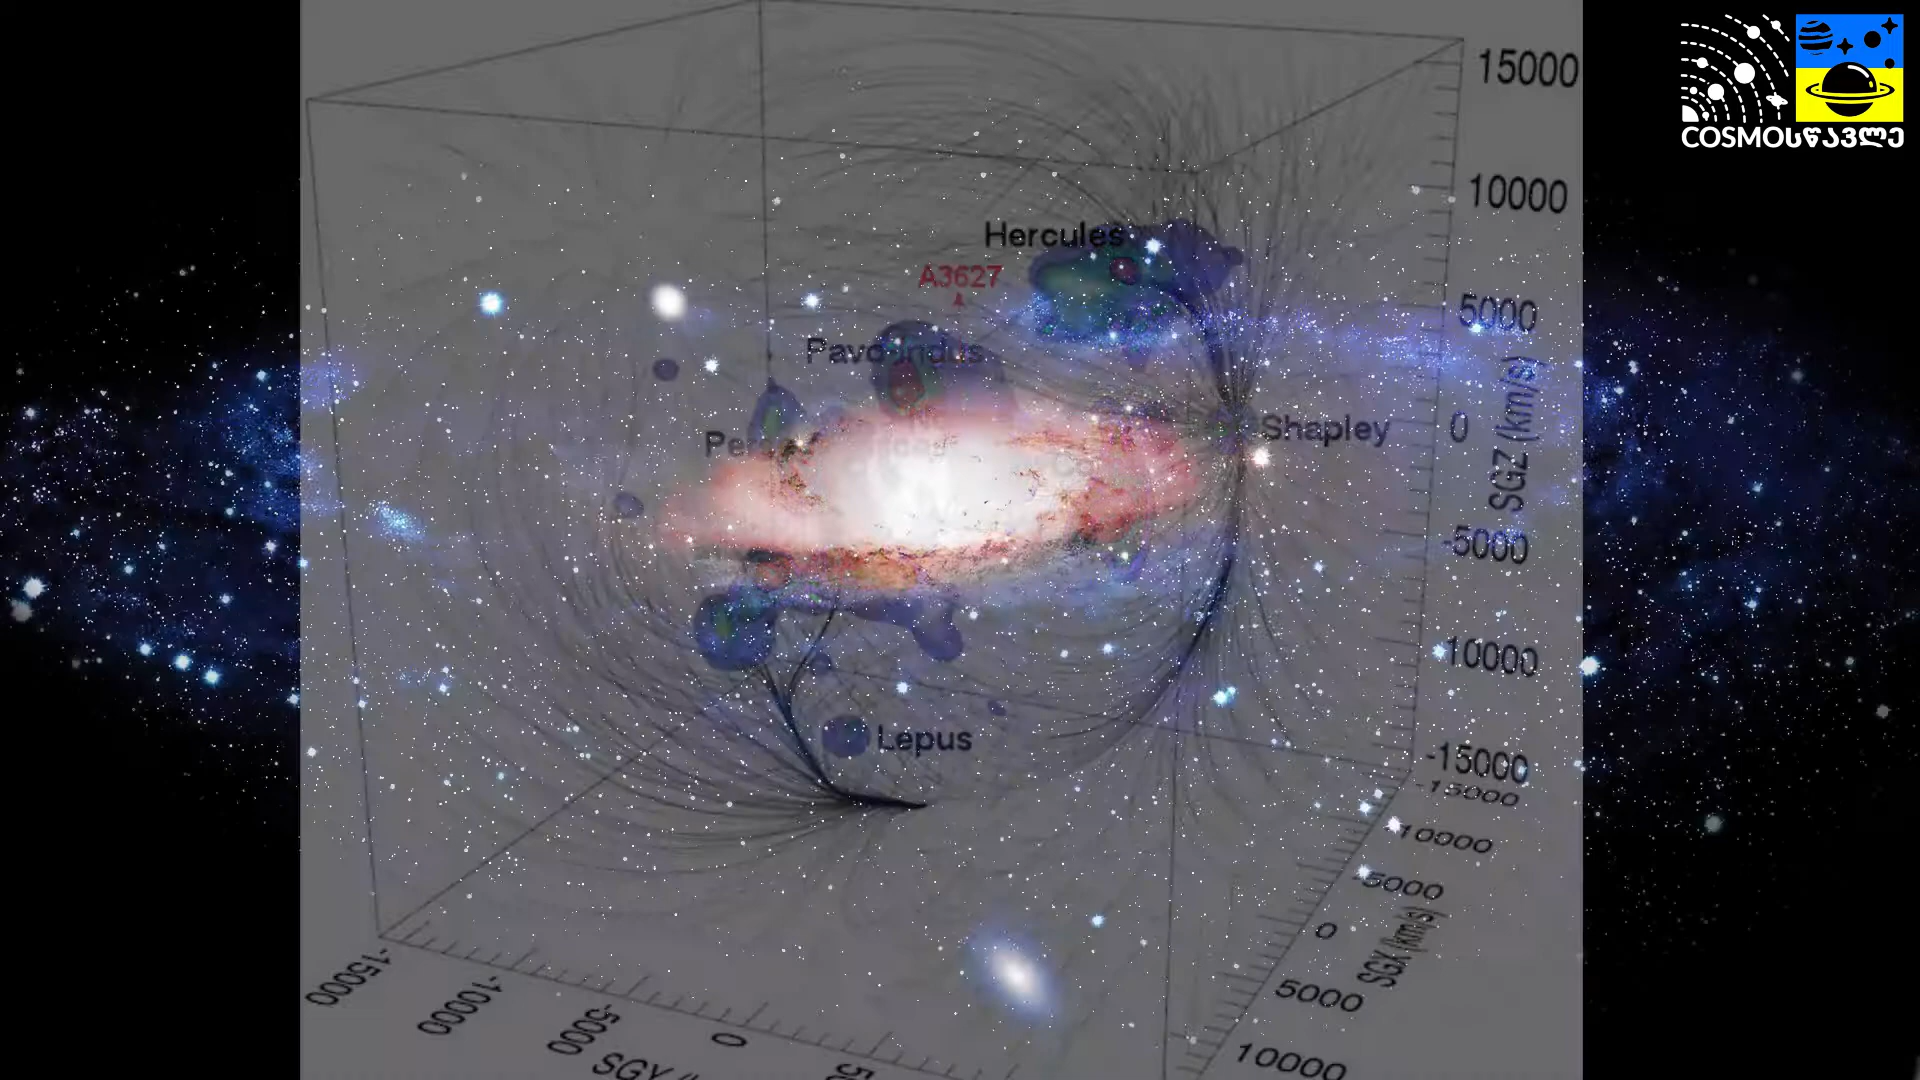 COSMOსწავლე
15000
10000
Hercules
A3627
5000
Pavo-Indus
SGZ (km/s)
0
Shapley
-5000
-10000
Lepus
-15000
-15000
-10000
-5000
0
SGX (km/s)
5000
10000
-15000
-10000
-5000
0
SGY